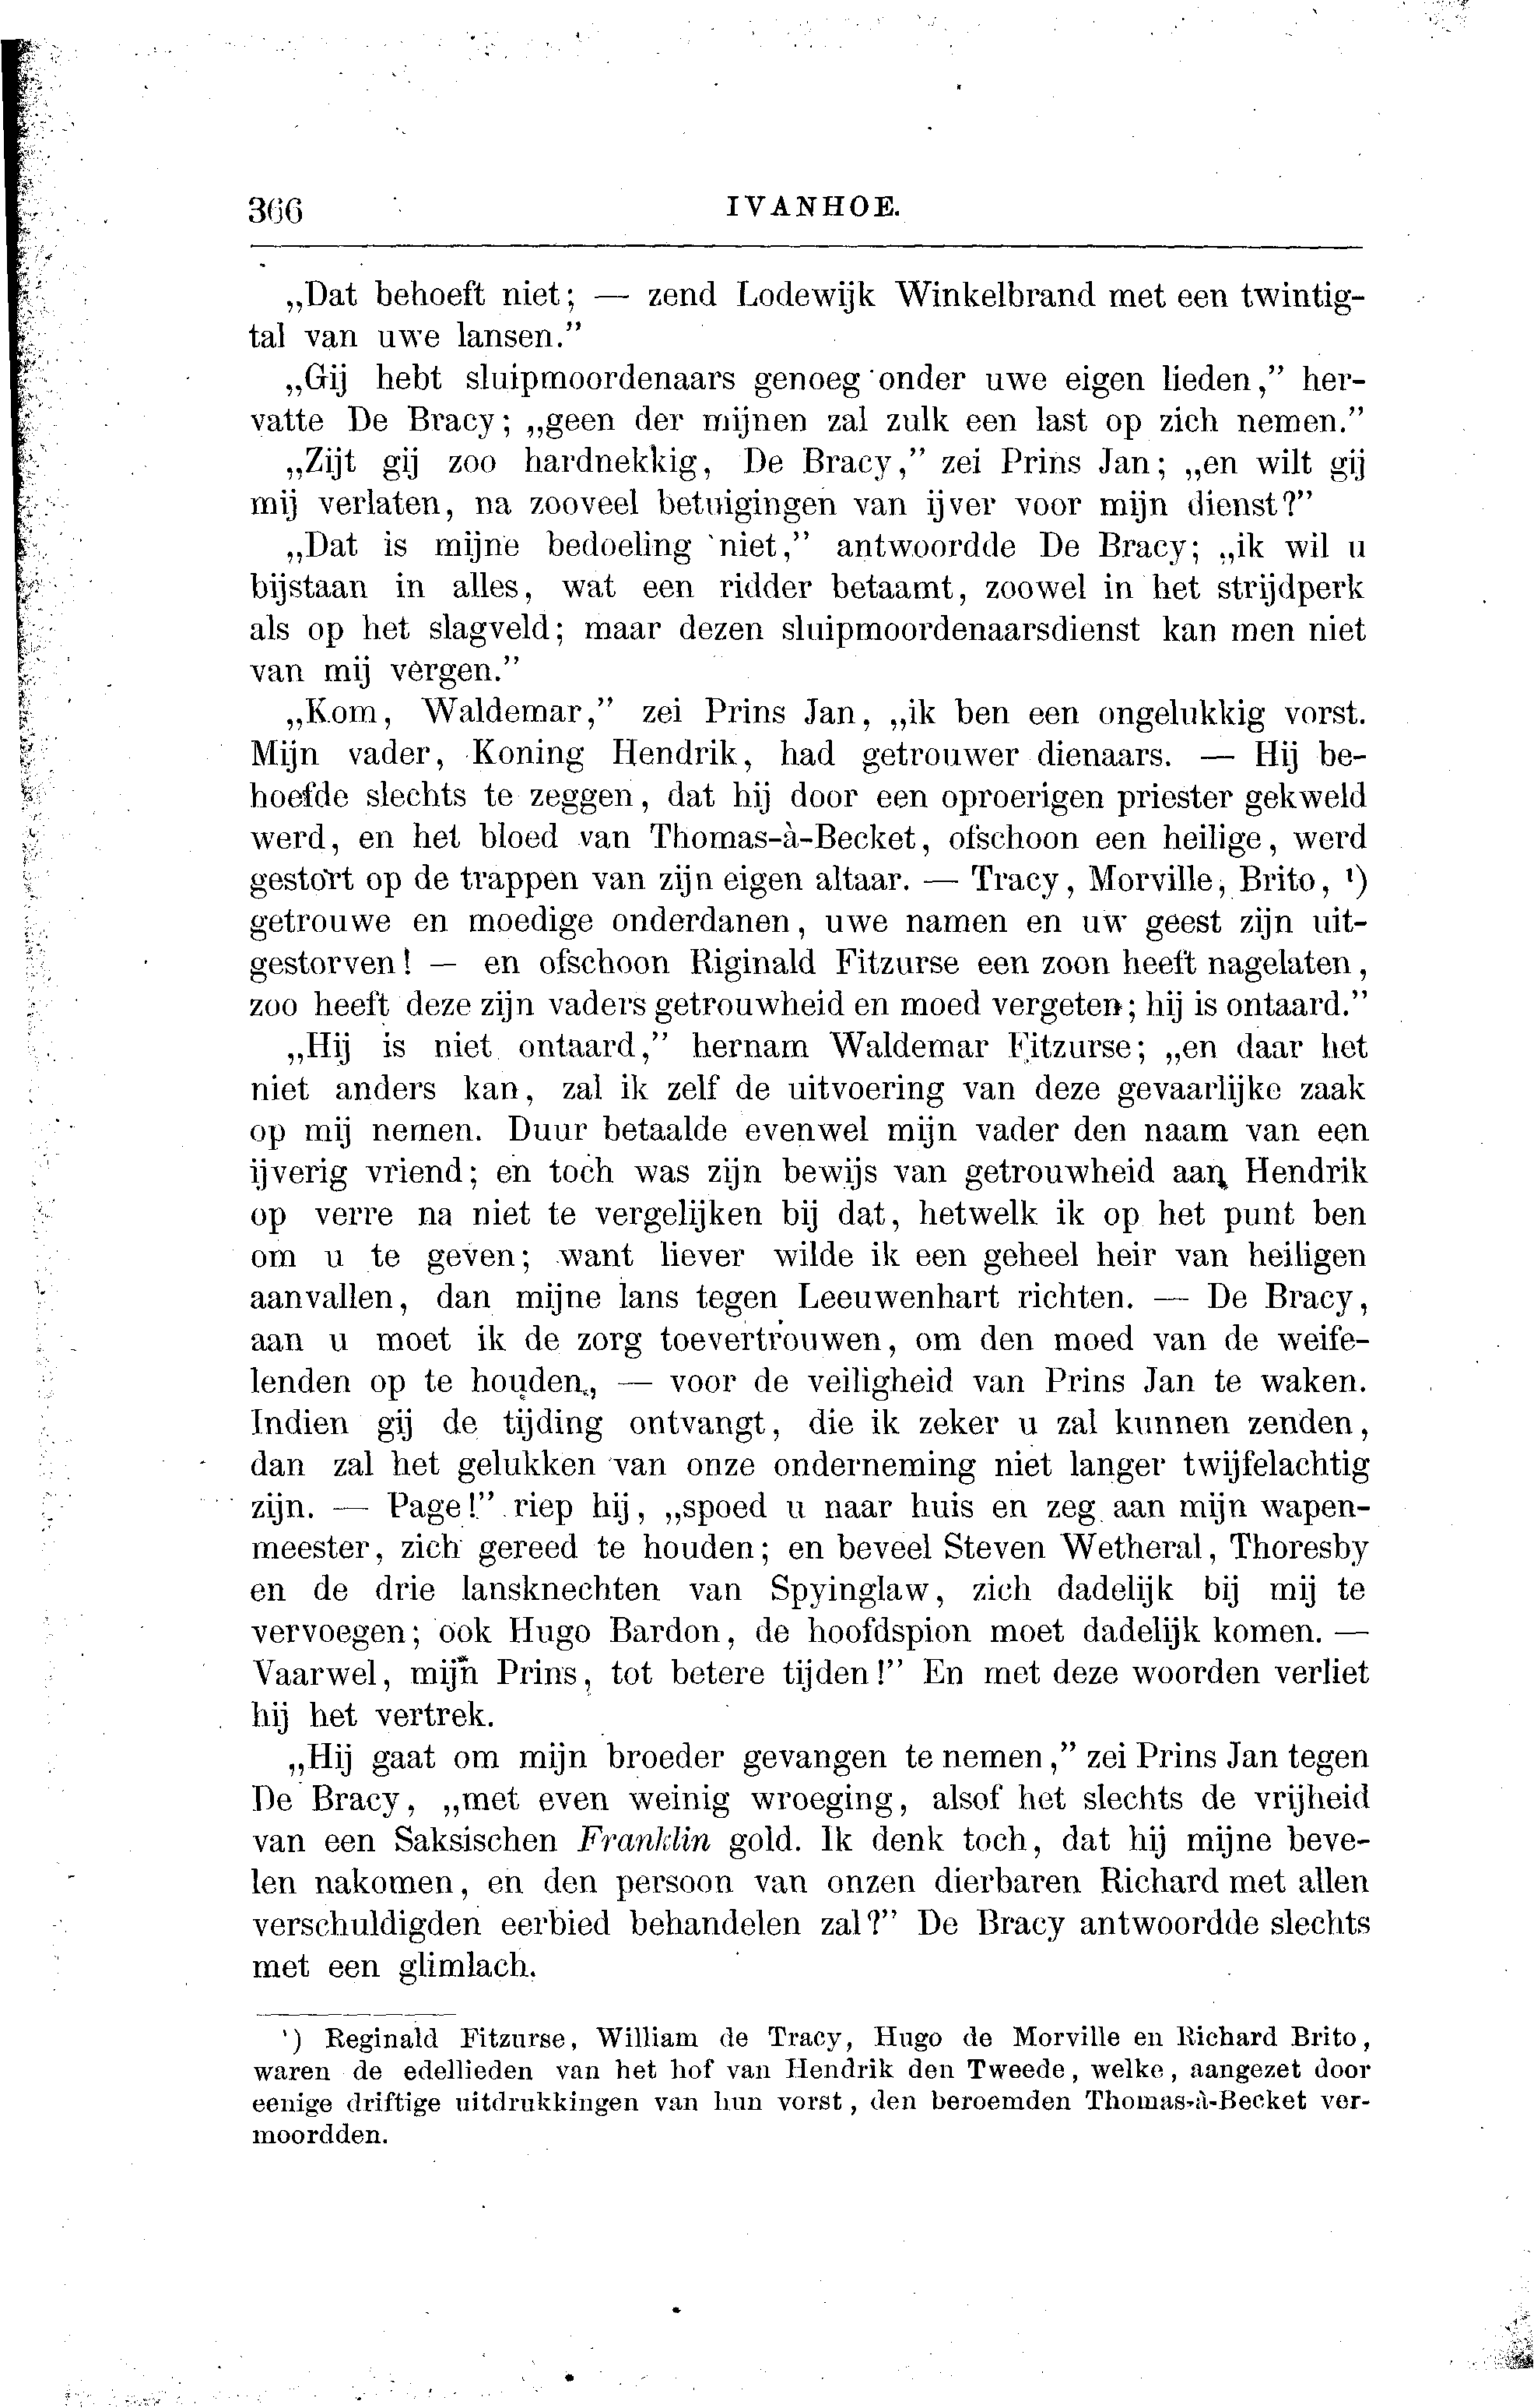 366
IVANHOE.
„Dat behoeft niet; — zend Lodewijk Winkelbrand met een twintig-
tal van uwe lansen.”
„Gij hebt sluipmoordenaars genoeg onder uwe eigen lieden,” her-
vatte De Bracy; „geen der mijnen zal zulk een last op zich nemen.”
„Zijt gij zoo hardnekkig, De Bracy,” zei Prins Jan; „en wilt gij
mij verlaten, na zooveel betuigingen van ijver voor mijn dienst?”
„Dat is mijne bedoeling niet,” antwoordde De Bracy; „ik wil u
bijstaan in alles, wat een ridder betaamt, zoowel in het strijdperk
als op het slagveld; maar dezen sluipmoordenaarsdienst kan men niet
van mij vergen.”
„Kom, Waldemar,” zei Prins Jan, „ik ben een ongelukkig vorst.
Mijn vader, Koning Hendrik, had getrouwer dienaars. — Hij be-
hoefde slechts te zeggen, dat hij door een oproerigen priester gekweld
werd, en het bloed van Thomas-à-Becket, ofschoon een heilige, werd
gestort op de trappen van zijn eigen altaar. — Tracy, Morville, Brito, ¹)
getrouwe en moedige onderdanen, uwe namen en uw geest zijn uit-
gestorven! — en ofschoon Riginald Fitzurse een zoon heeft nagelaten,
zoo heeft deze zijn vaders getrouwheid en moed vergeten; hij is ontaard.”
„Hij is niet ontaard,” hernam Waldemar Fitzurse; „en daar het
niet anders kan, zal ik zelf de uitvoering van deze gevaarlijke zaak
op mij nemen. Duur betaalde evenwel mijn vader den naam van een
ijverig vriend; en toch was zijn bewijs van getrouwheid aan Hendrik
op verre na niet te vergelijken bij dat, hetwelk ik op het punt ben
om u te geven; want liever wilde ik een geheel heir van heiligen
aanvallen, dan mijne lans tegen Leeuwenhart richten. — De Bracy,
aan u moet ik de zorg toevertrouwen, om den moed van de weife-
lenden op te houden, — voor de veiligheid van Prins Jan te waken.
Indien gij de tijding ontvangt, die ik zeker u zal kunnen zenden,
dan zal het gelukken van onze onderneming niet langer twijfelachtig
zijn. — Page!” riep hij, „spoed u naar huis en zeg aan mijn wapen-
meester, zich gereed te houden; en beveel Steven Wetheral, Thoresby
en de drie lansknechten van Spyinglaw, zich dadelijk bij mij te
vervoegen; ook Hugo Bardon, de hoofdspion moet dadelijk komen. —
Vaarwel, mijn Prins, tot betere tijden!” En met deze woorden verliet
hij het vertrek.
„Hij gaat om mijn broeder gevangen te nemen,” zei Prins Jan tegen
De Bracy, „met even weinig wroeging, alsof het slechts de vrijheid
van een Saksischen Franklin gold. Ik denk toch, dat hij mijne beve-
len nakomen, en den persoon van onzen dierbaren Richard met allen
verschuldigden eerbied behandelen zal?” De Bracy antwoordde slechts
met een glimlach.
¹) Reginald Fitzurse, William de Tracy, Hugo de Morville en Richard Brito,
waren de edellieden van het hof van Hendrik den Tweede, welke, aangezet door
eenige driftige uitdrukkingen van hun vorst, den beroemden Thomas-à-Becket ver-
moordden.